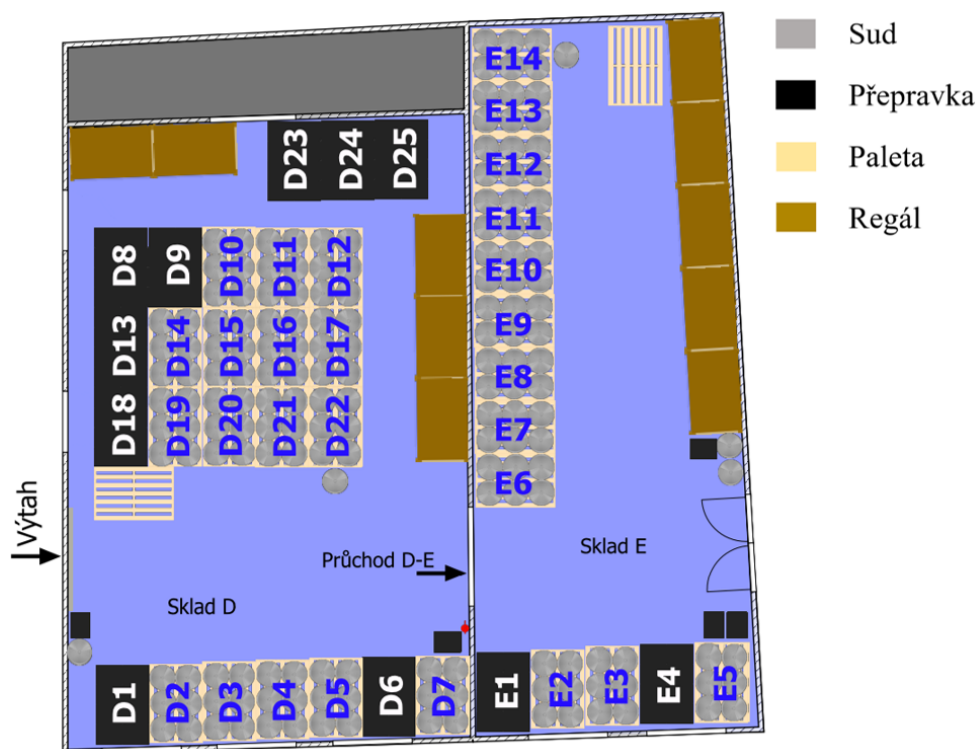 Sud
Přepravka
Paleta
Regál
D23
D24
D25
D8
D9
D10
D11
D12
D13
D14
D15
D16
D17
D18
D19
D20
D21
D22
Výtah
Průchod D-E
Sklad D
D1
D2
D3
D4
D5
D6
D7
E14
E13
E12
E11
E10
E9
E8
E7
E6
Sklad E
E1
E2
E3
E4
E5